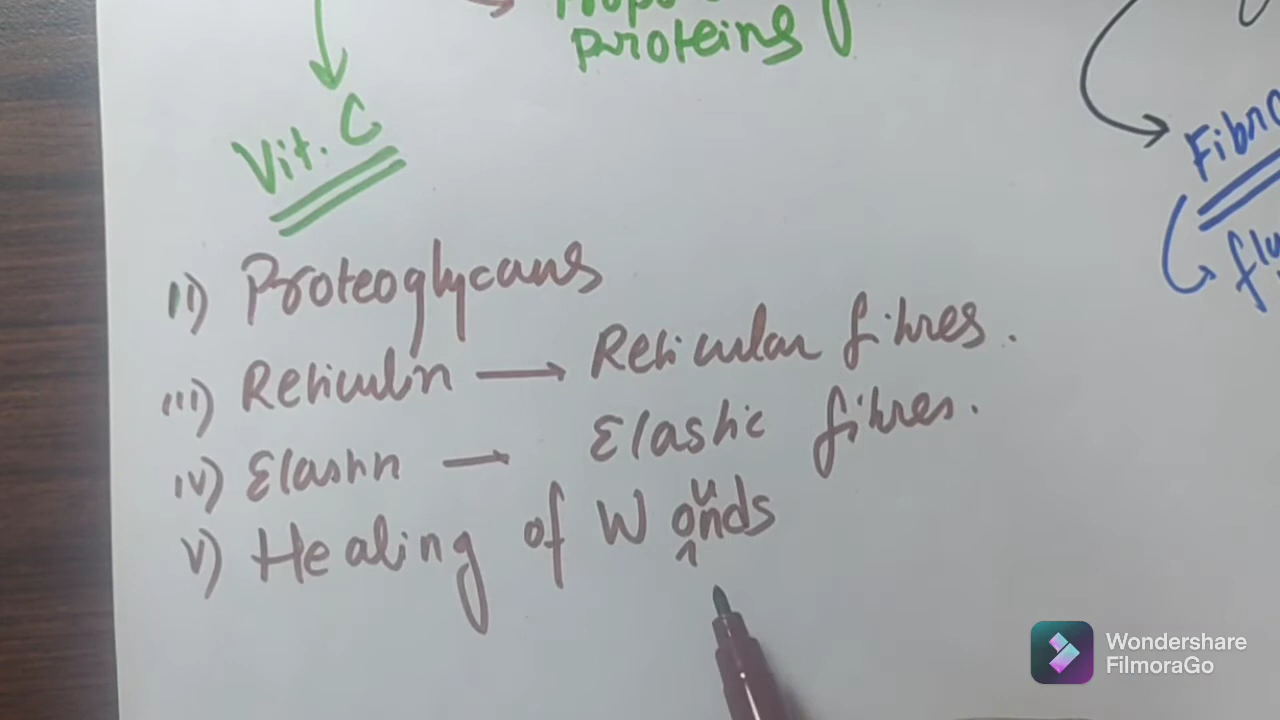 proteins
Vit. C
ii) Proteoglycans
iii) Reticulin → Reticular fibres.
iv) Elastin — Elastic fibres.
v) Healing of Wounds
Wondershare
FilmoraGo